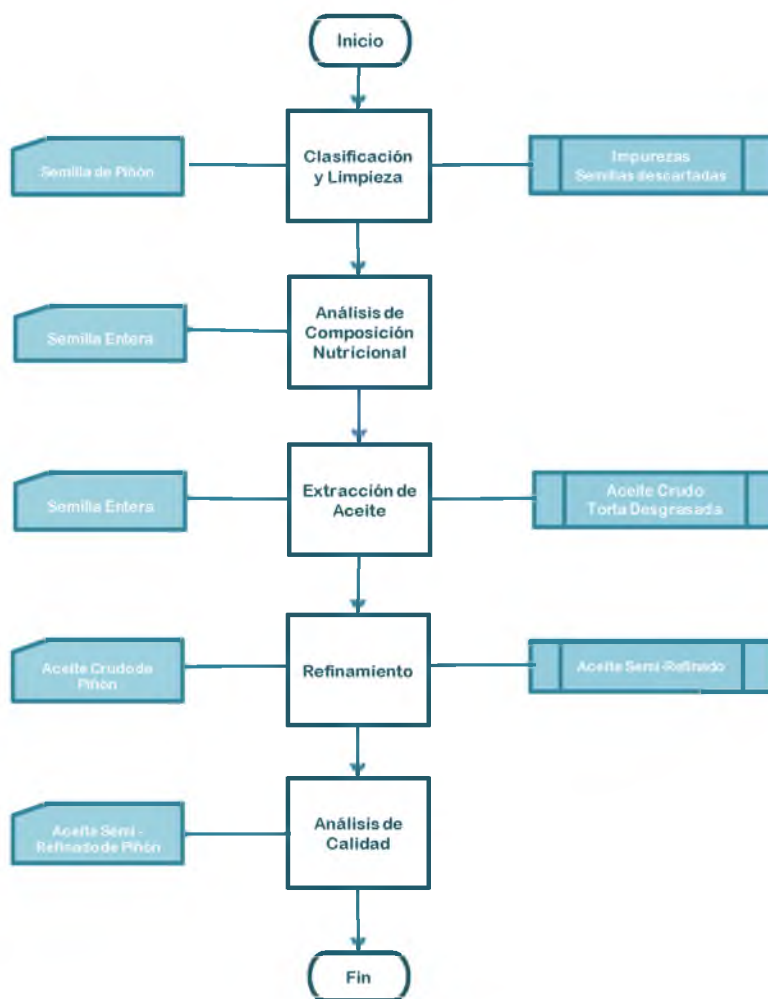 Inicio
Semilla de Piñón
Clasificación
y Limpieza
Impurezas
Semillas descartadas
Semilla Entera
Análisis de
Composición
Nutricional
Semilla Entera
Extracción de
Aceite
Aceite Crudo
Torta Desgrasada
Aceite Crudo de
Piñón
Refinamiento
Aceite Semi-Refinado
Aceite Semi -
Refinado de Piñón
Análisis de
Calidad
Fin